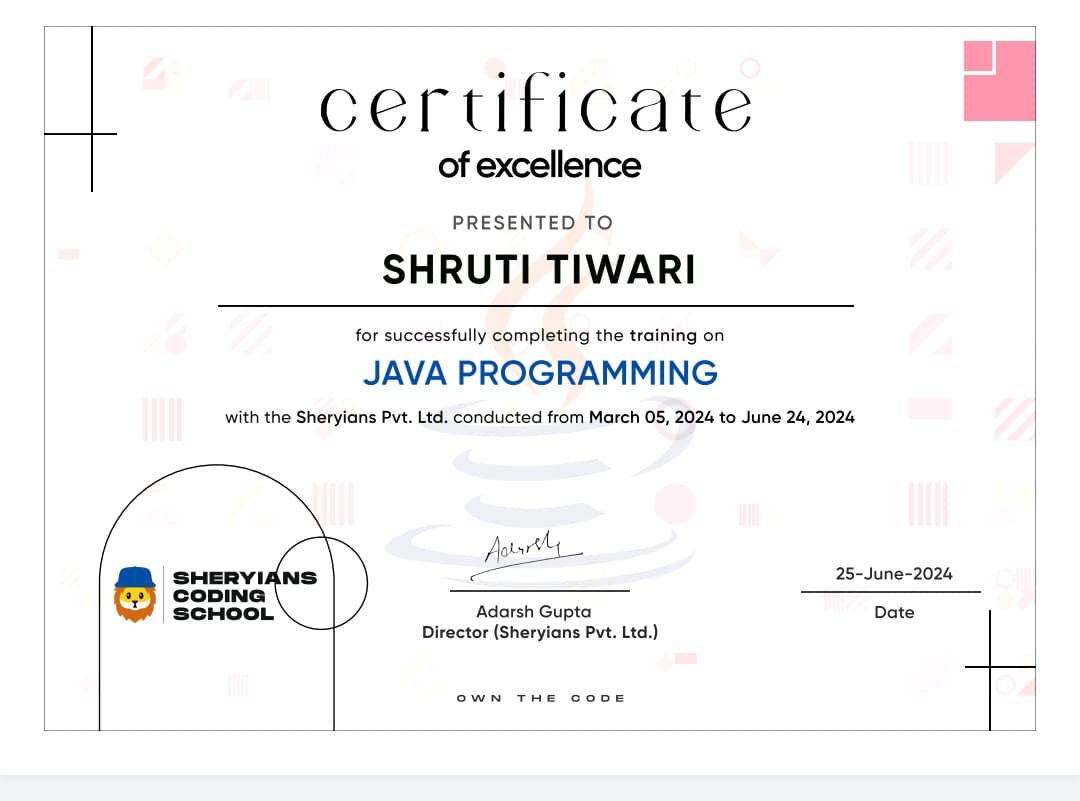 certificate
of excellence
PRESENTED TO
SHRUTI TIWARI
for successfully completing the training on
JAVA PROGRAMMING
with the Sheryians Pvt. Ltd. conducted from March 05, 2024 to June 24, 2024
SHERYIANS
CODING
SCHOOL
Adarsh
Adarsh Gupta
Director (Sheryians Pvt. Ltd.)
25-June-2024
Date
OWN THE CODE